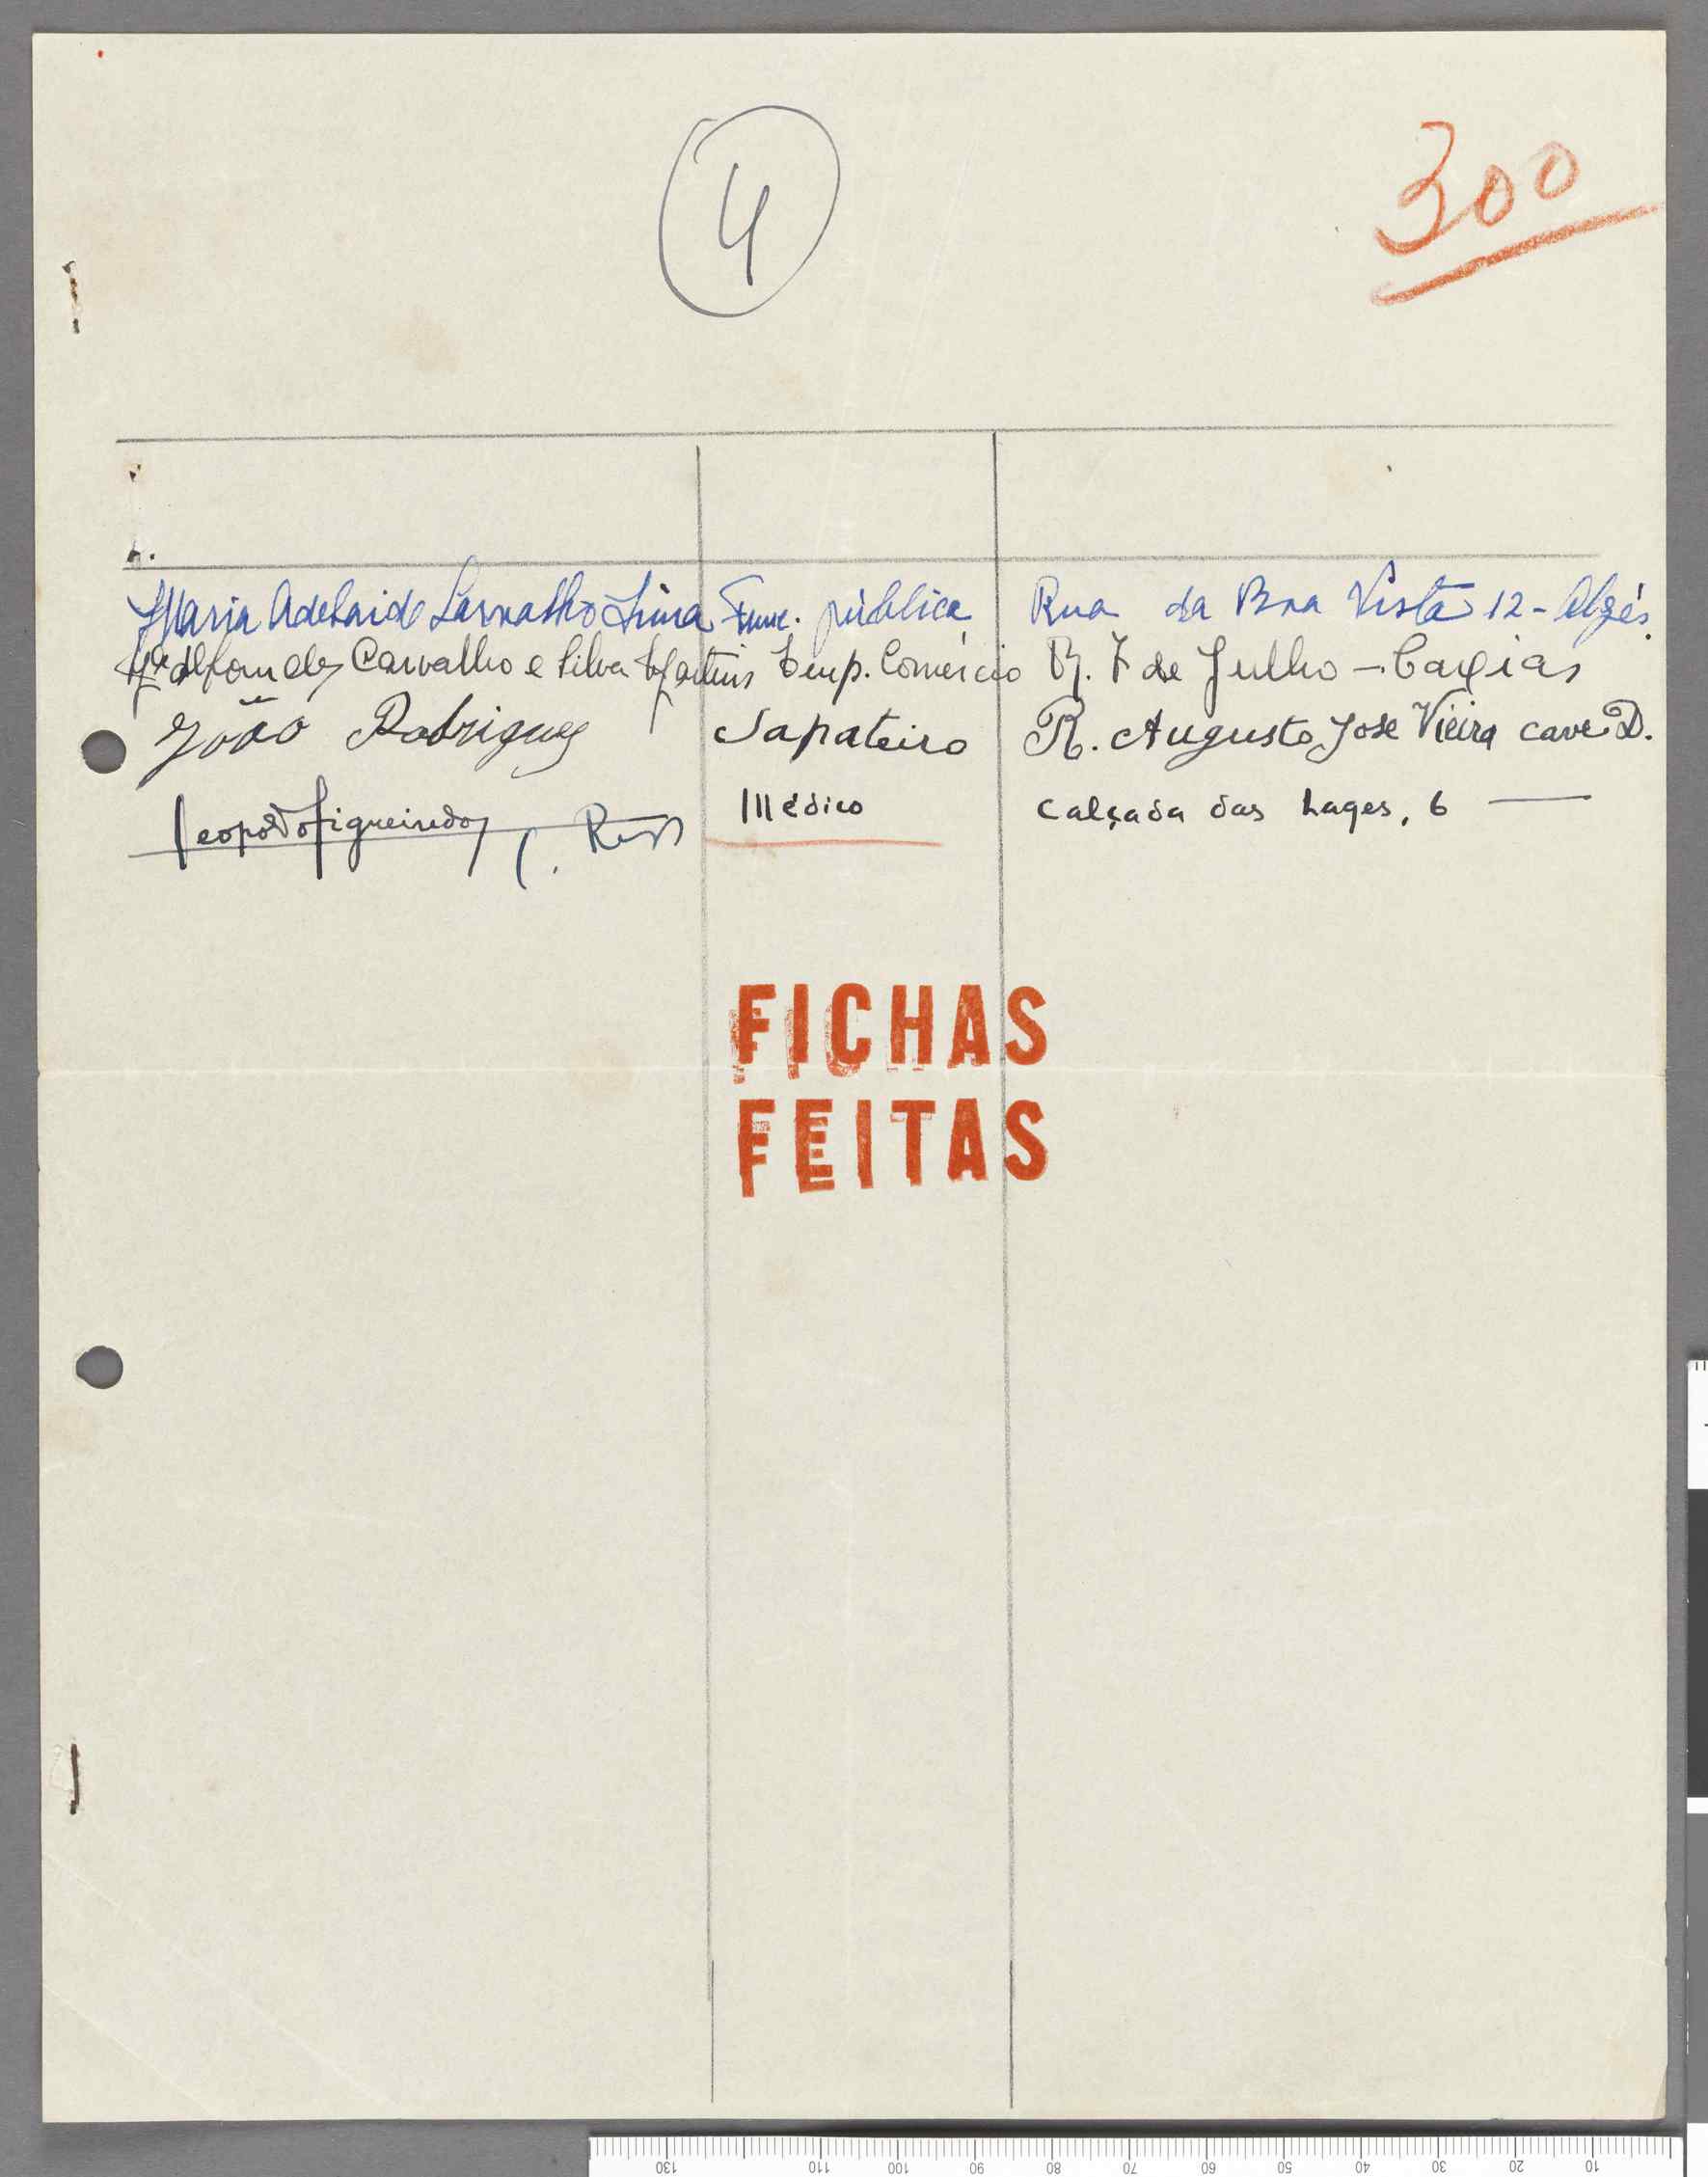 4
300
Maria Adelaide Carvalho Lima Func. pública Rua da Boa Vista 12 - Algés
Carvalho e Silva Martins Emp. Comércio R. 7 de Julho - Caxias
João Rodrigues Sapateiro R. Augusto José Vieira cave D.
Leopoldo Figueiredo Médico Calçada das Lages, 6
FICHAS
FEITAS